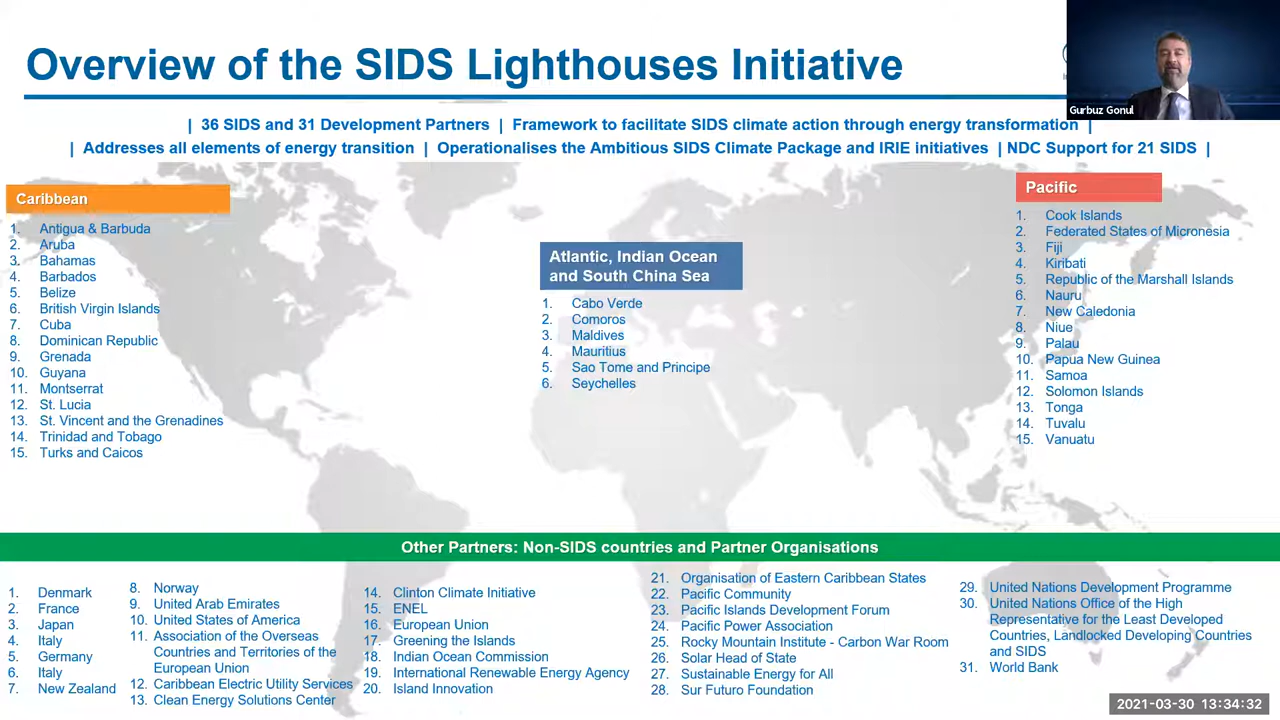 Overview of the SIDS Lighthouses Initiative
Gurbuz Gonul
| 36 SIDS and 31 Development Partners | Framework to facilitate SIDS climate action through energy transformation |
| Addresses all elements of energy transition | Operationalises the Ambitious SIDS Climate Package and IRIE initiatives | NDC Support for 21 SIDS |
Caribbean
1. Antigua & Barbuda
2. Aruba
3. Bahamas
4. Barbados
5. Belize
6. British Virgin Islands
7. Cuba
8. Dominican Republic
9. Grenada
10. Guyana
11. Montserrat
12. St. Lucia
13. St. Vincent and the Grenadines
14. Trinidad and Tobago
15. Turks and Caicos
Atlantic, Indian Ocean
and South China Sea
1. Cabo Verde
2. Comoros
3. Maldives
4. Mauritius
5. Sao Tome and Principe
6. Seychelles
Pacific
1. Cook Islands
2. Federated States of Micronesia
3. Fiji
4. Kiribati
5. Republic of the Marshall Islands
6. Nauru
7. New Caledonia
8. Niue
9. Palau
10. Papua New Guinea
11. Samoa
12. Solomon Islands
13. Tonga
14. Tuvalu
15. Vanuatu
Other Partners: Non-SIDS countries and Partner Organisations
1. Denmark
2. France
3. Japan
4. Italy
5. Germany
6. Italy
7. New Zealand
8. Norway
9. United Arab Emirates
10. United States of America
11. Association of the Overseas
Countries and Territories of the
European Union
12. Caribbean Electric Utility Services
13. Clean Energy Solutions Center
14. Clinton Climate Initiative
15. ENEL
16. European Union
17. Greening the Islands
18. Indian Ocean Commission
19. International Renewable Energy Agency
20. Island Innovation
21. Organisation of Eastern Caribbean States
22. Pacific Community
23. Pacific Islands Development Forum
24. Pacific Power Association
25. Rocky Mountain Institute - Carbon War Room
26. Solar Head of State
27. Sustainable Energy for All
28. Sur Futuro Foundation
29. United Nations Development Programme
30. United Nations Office of the High
Representative for the Least Developed
Countries, Landlocked Developing Countries
and SIDS
31. World Bank
2021-03-30 13:34:32